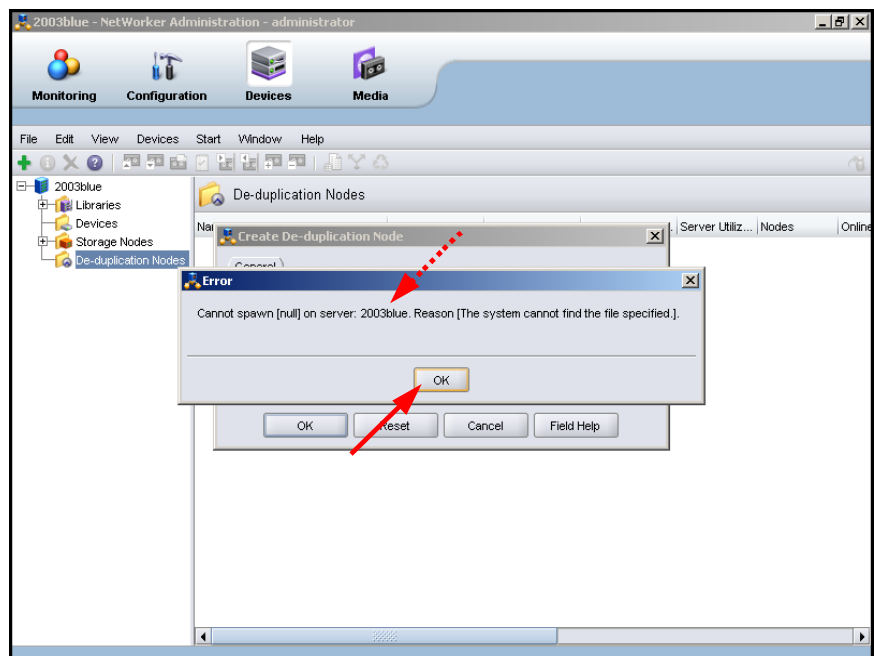 2003blue - NetWorker Administration - administrator
Monitoring Configuration Devices Media
File Edit View Devices Start Window Help
2003blue
Libraries
Devices
Storage Nodes
De-duplication Nodes
De-duplication Nodes
Server Utiliz... Nodes Online
Create De-duplication Node
General
Error
Cannot spawn [null] on server: 2003blue. Reason [The system cannot find the file specified.].
OK
OK Reset Cancel Field Help